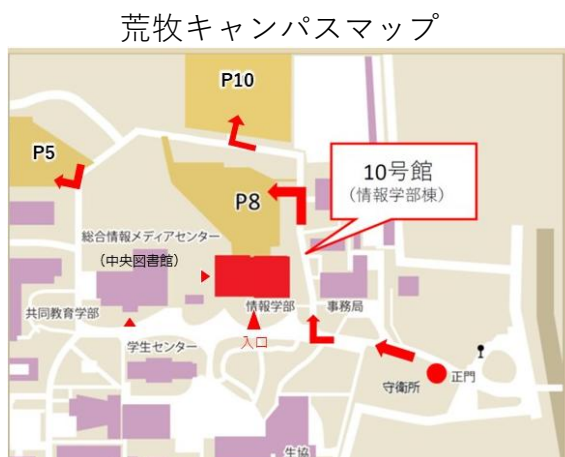 荒牧キャンパスマップ
P10
P5
10号館
(情報学部棟)
P8
総合情報メディアセンター
(中央図書館)
共同教育学部
情報学部
事務局
入口
学生センター
守衛所
正門
生協